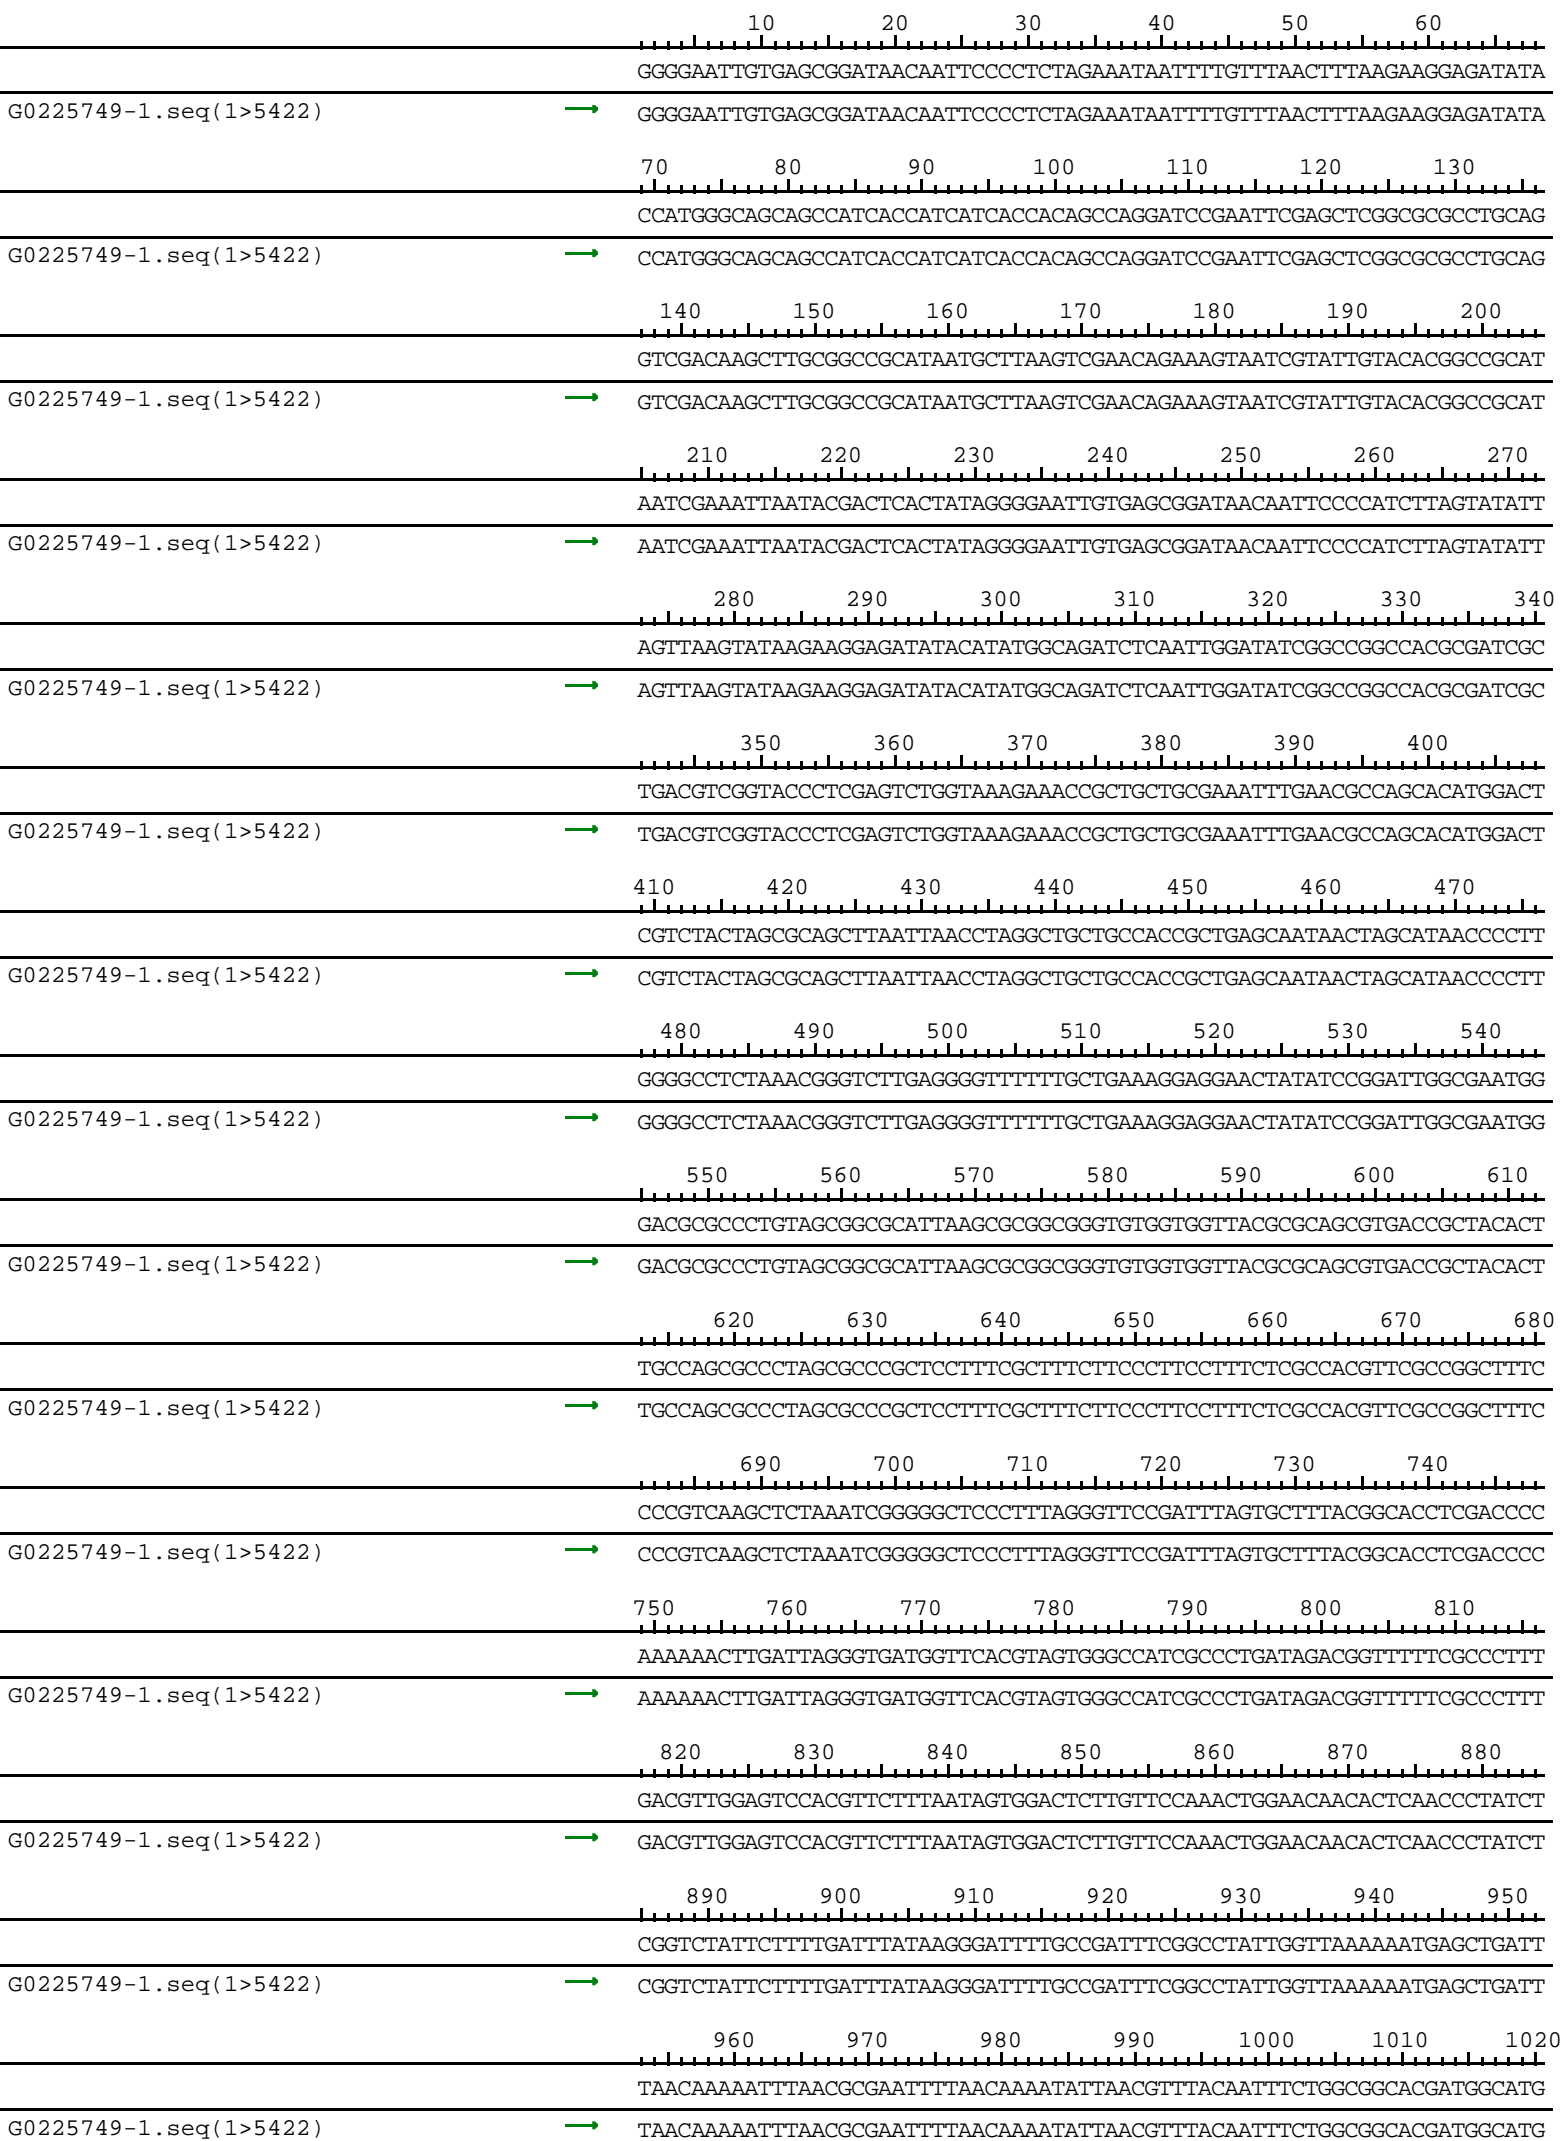 10 20 30 40 50 60
GGGGAATTGTGAGCGGATAACAATTCCCCTCTAGAAATAATTTTGTTTAACTTTAAGAAGGAGATATA
G0225749-1.seq(1>5422) → GGGGAATTGTGAGCGGATAACAATTCCCCTCTAGAAATAATTTTGTTTAACTTTAAGAAGGAGATATA
70 80 90 100 110 120 130
CCATGGGCAGCAGCCATCACCATCATCACCACAGCCAGGATCCGAATTCGAGCTCGGCGCGCCTGCAG
G0225749-1.seq(1>5422) → CCATGGGCAGCAGCCATCACCATCATCACCACAGCCAGGATCCGAATTCGAGCTCGGCGCGCCTGCAG
140 150 160 170 180 190 200
GTCGACAAGCTTGCGGCCGCATAATGCTTAAGTCGAACAGAAAGTAATCGTATTGTACACGGCCGCAT
G0225749-1.seq(1>5422) → GTCGACAAGCTTGCGGCCGCATAATGCTTAAGTCGAACAGAAAGTAATCGTATTGTACACGGCCGCAT
210 220 230 240 250 260 270
AATCGAAATTAATACGACTCACTATAGGGGAATTGTGAGCGGATAACAATTCCCCATCTTAGTATATT
G0225749-1.seq(1>5422) → AATCGAAATTAATACGACTCACTATAGGGGAATTGTGAGCGGATAACAATTCCCCATCTTAGTATATT
280 290 300 310 320 330 340
AGTTAAGTATAAGAAGGAGATATACATATGGCAGATCTCAATTGGATATCGGCCGGCCACGCGATCGC
G0225749-1.seq(1>5422) → AGTTAAGTATAAGAAGGAGATATACATATGGCAGATCTCAATTGGATATCGGCCGGCCACGCGATCGC
350 360 370 380 390 400
TGACGTCGGTACCCTCGAGTCTGGTAAAGAAACCGCTGCTGCGAAATTTGAACGCCAGCACATGGACT
G0225749-1.seq(1>5422) → TGACGTCGGTACCCTCGAGTCTGGTAAAGAAACCGCTGCTGCGAAATTTGAACGCCAGCACATGGACT
410 420 430 440 450 460 470
CGTCTACTAGCGCAGCTTAATTAACCTAGGCTGCTGCCACCGCTGAGCAATAACTAGCATAACCCCTT
G0225749-1.seq(1>5422) → CGTCTACTAGCGCAGCTTAATTAACCTAGGCTGCTGCCACCGCTGAGCAATAACTAGCATAACCCCTT
480 490 500 510 520 530 540
GGGGCCTCTAAACGGGTCTTGAGGGGTTTTTTGCTGAAAGGAGGAACTATATCCGGATTGGCGAATGG
G0225749-1.seq(1>5422) → GGGGCCTCTAAACGGGTCTTGAGGGGTTTTTTGCTGAAAGGAGGAACTATATCCGGATTGGCGAATGG
550 560 570 580 590 600 610
GACGCGCCCTGTAGCGGCGCATTAAGCGCGGCGGGTGTGGTGGTTACGCGCAGCGTGACCGCTACACT
G0225749-1.seq(1>5422) → GACGCGCCCTGTAGCGGCGCATTAAGCGCGGCGGGTGTGGTGGTTACGCGCAGCGTGACCGCTACACT
620 630 640 650 660 670 680
TGCCAGCGCCCTAGCGCCCGCTCCTTTCGCTTTCTTCCCTTCCTTTCTCGCCACGTTCGCCGGCTTTC
G0225749-1.seq(1>5422) → TGCCAGCGCCCTAGCGCCCGCTCCTTTCGCTTTCTTCCCTTCCTTTCTCGCCACGTTCGCCGGCTTTC
690 700 710 720 730 740
CCCGTCAAGCTCTAAATCGGGGGCTCCCTTTAGGGTTCCGATTTAGTGCTTTACGGCACCTCGACCCC
G0225749-1.seq(1>5422) → CCCGTCAAGCTCTAAATCGGGGGCTCCCTTTAGGGTTCCGATTTAGTGCTTTACGGCACCTCGACCCC
750 760 770 780 790 800 810
AAAAAACTTGATTAGGGTGATGGTTCACGTAGTGGGCCATCGCCCTGATAGACGGTTTTTCGCCCTTT
G0225749-1.seq(1>5422) → AAAAAACTTGATTAGGGTGATGGTTCACGTAGTGGGCCATCGCCCTGATAGACGGTTTTTCGCCCTTT
820 830 840 850 860 870 880
GACGTTGGAGTCCACGTTCTTTAATAGTGGACTCTTGTTCCAAACTGGAACAACACTCAACCCTATCT
G0225749-1.seq(1>5422) → GACGTTGGAGTCCACGTTCTTTAATAGTGGACTCTTGTTCCAAACTGGAACAACACTCAACCCTATCT
890 900 910 920 930 940 950
CGGTCTATTCTTTTGATTTATAAGGGATTTTGCCGATTTCGGCCTATTGGTTAAAAAATGAGCTGATT
G0225749-1.seq(1>5422) → CGGTCTATTCTTTTGATTTATAAGGGATTTTGCCGATTTCGGCCTATTGGTTAAAAAATGAGCTGATT
960 970 980 990 1000 1010 1020
TAACAAAAATTTAACGCGAATTTTAACAAAATATTAACGTTTACAATTTCTGGCGGCACGATGGCATG
G0225749-1.seq(1>5422) → TAACAAAAATTTAACGCGAATTTTAACAAAATATTAACGTTTACAATTTCTGGCGGCACGATGGCATG